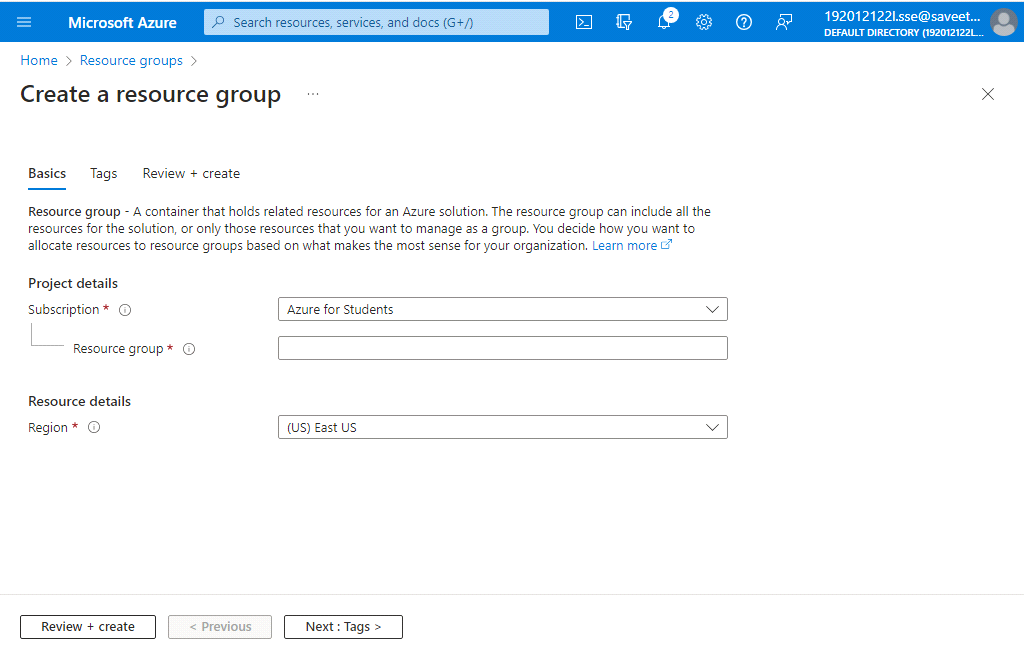 Microsoft Azure
Search resources, services, and docs (G+/)
2
192012122l.sse@saveet...
DEFAULT DIRECTORY (192012122L...
Home > Resource groups >
Create a resource group ...
Basics Tags Review + create
Resource group - A container that holds related resources for an Azure solution. The resource group can include all the
resources for the solution, or only those resources that you want to manage as a group. You decide how you want to
allocate resources to resource groups based on what makes the most sense for your organization. Learn more
Project details
Subscription * Azure for Students
Resource group *
Resource details
Region * (US) East US
Review + create < Previous Next : Tags >